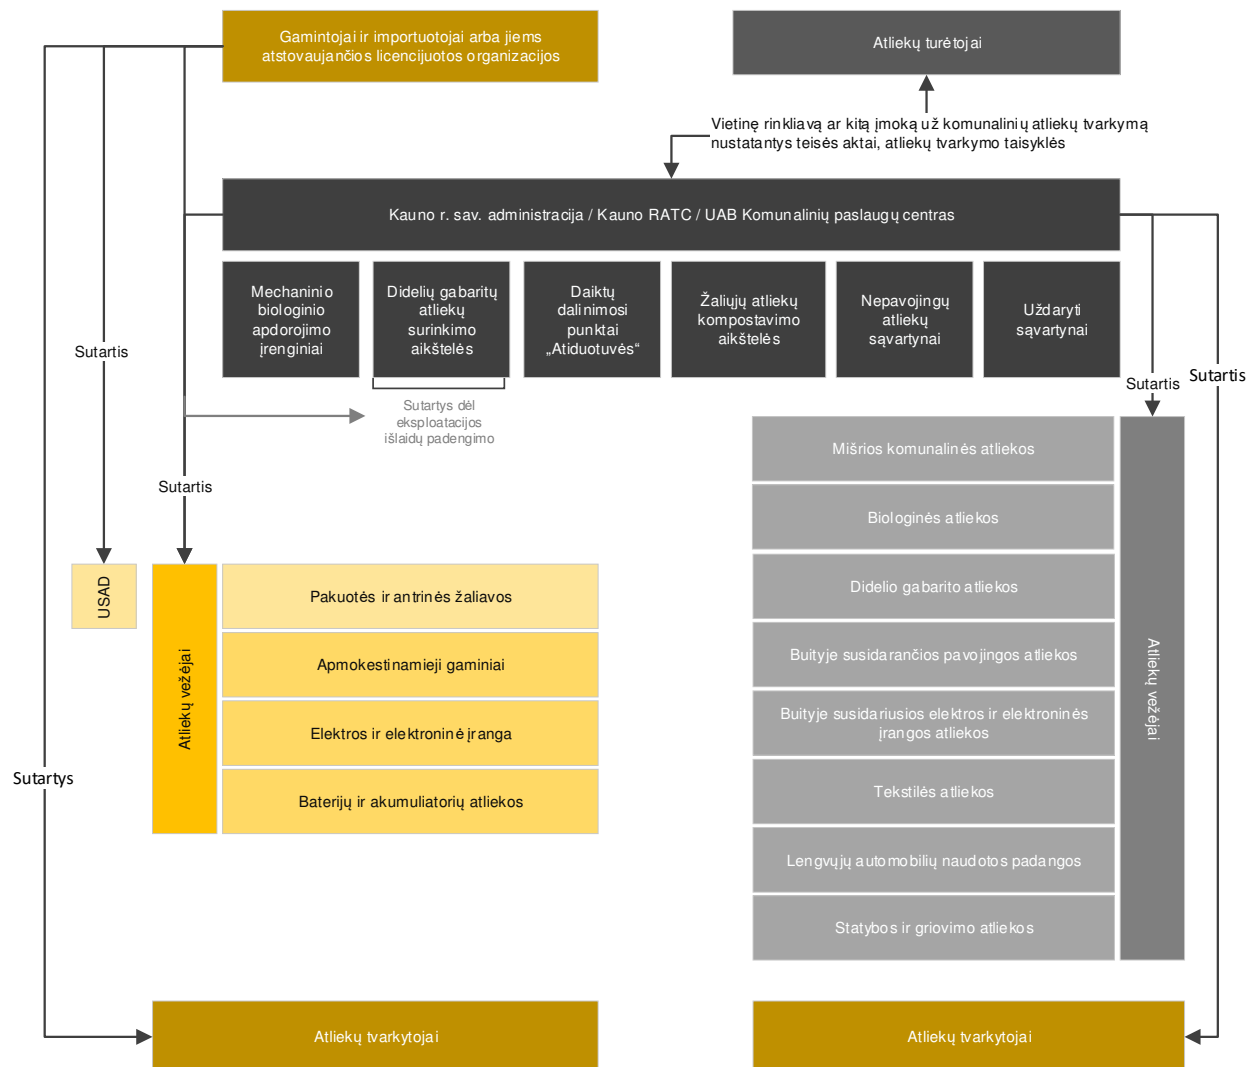 Gamintojai ir importuotojai arba jiems
atstovaujančios licencijuotos organizacijos
Atliekų turėtojai
Vietinę rinkliavą ar kitą įmoką už komunalinių atliekų tvarkymą
nustatantys teisės aktai, atliekų tvarkymo taisyklės
Kauno r. sav. administracija / Kauno RATC / UAB Komunalinių paslaugų centras
Mechaninio
biologinio
apdorojimo
įrenginiai
Didelių gabaritų
atliekų
surinkimo
aikštelės
Daiktų
dalinimosi
punktai
„Atiduotuvės“
Žaliųjų atliekų
kompostavimo
aikštelės
Nepavojingų
atliekų
sąvartynai
Uždaryti
sąvartynai
Sutartis
Sutartis
Sutartis
Sutartys dėl
eksploatacijos
išlaidų padengimo
Sutartis
Mišrios komunalinės atliekos
Biologinės atliekos
Didelio gabarito atliekos
Buityje susidarančios pavojingos atliekos
Buityje susidariusios elektros ir elektroninės
įrangos atliekos
Tekstilės atliekos
Lengvųjų automobilių naudotos padangos
Statybos ir griovimo atliekos
Atliekų vežėjai
USAD
Atliekų vežėjai
Pakuotės ir antrinės žaliavos
Apmokestinamieji gaminiai
Elektros ir elektroninė įranga
Baterijų ir akumuliatorių atliekos
Sutartys
Atliekų tvarkytojai
Atliekų tvarkytojai